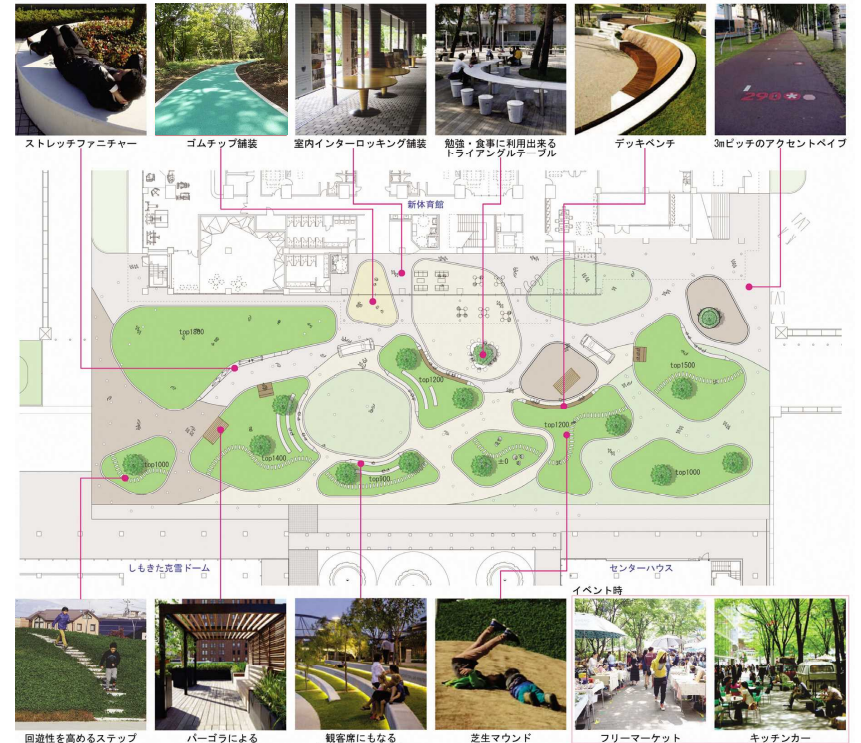 ストレッチファニチャー
ゴムチップ舗装
室内インターロッキング舗装
勉強・食事に利用出来る
トライアングルテーブル
デッキベンチ
3mピッチのアクセントペイブ
298
新体育館
top1800
top1200
top1500
top1200
top1400
top1000
±0
top900
top1000
しもきた克雪ドーム
センターハウス
イベント時
回遊性を高めるステップ
パーゴラによる
観客席にもなる
芝生マウンド
フリーマーケット
キッチンカー